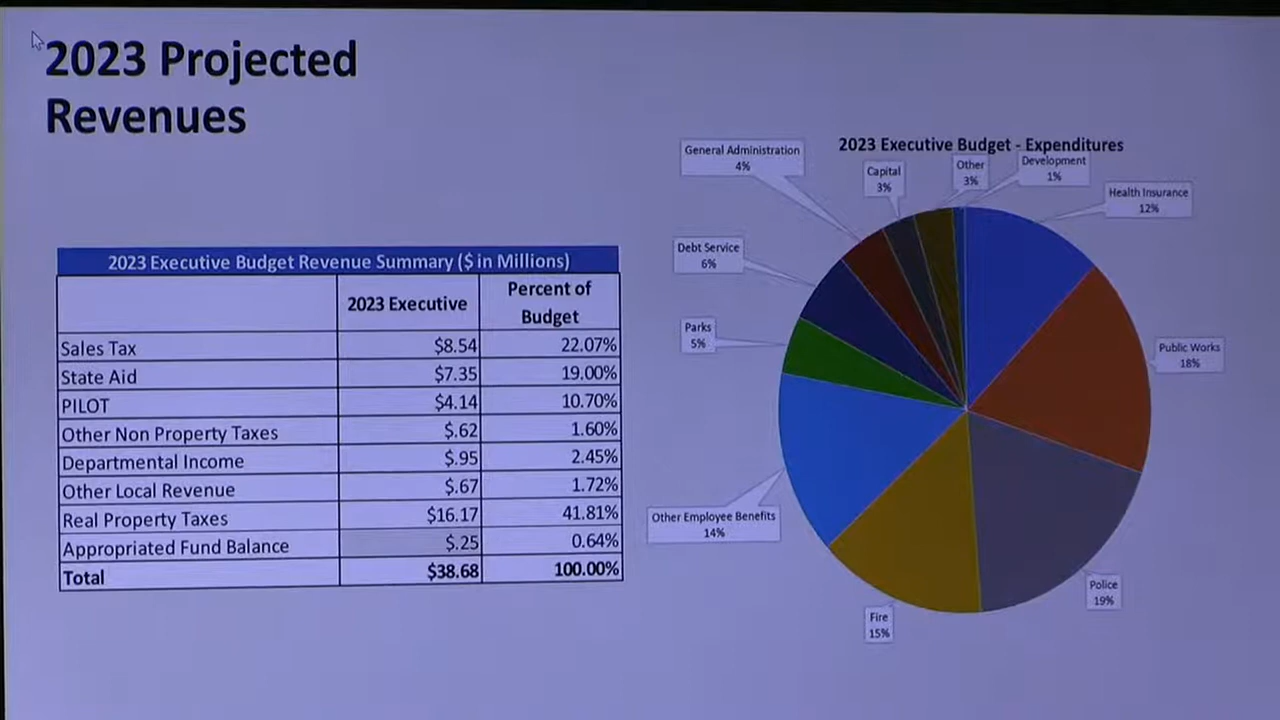 2023 Projected
Revenues
2023 Executive Budget Revenue Summary ($ in Millions)
2023 Executive
Percent of
Budget
Sales Tax $8.54 22.07%
State Aid $7.35 19.00%
PILOT $4.14 10.70%
Other Non Property Taxes $.62 1.60%
Departmental Income $.95 2.45%
Other Local Revenue $.67 1.72%
Real Property Taxes $16.17 41.81%
Appropriated Fund Balance $.25 0.64%
Total $38.68 100.00%
2023 Executive Budget - Expenditures
General Administration
4%
Capital
3%
Other
3%
Development
1%
Health Insurance
12%
Debt Service
6%
Parks
5%
Public Works
18%
Other Employee Benefits
14%
Police
19%
Fire
15%